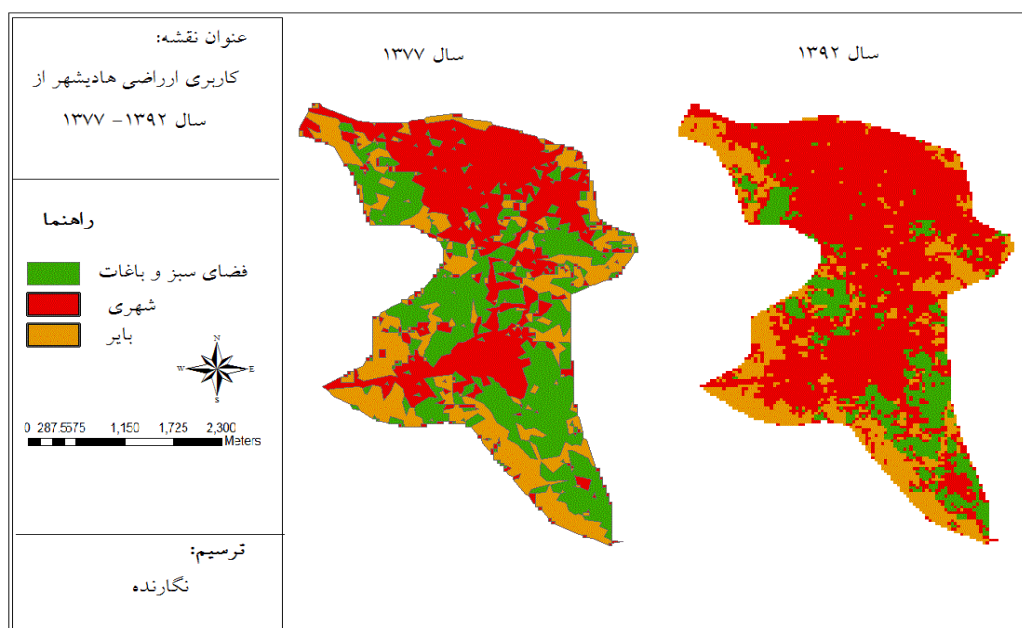 عنوان نقشه:
کاربری ارراضی هادیشهر از
سال ۱۳۹۲- ۱۳۷۷
راهنما
فضای سبز و باغات
شهری
بایر
N
W E
S
0 287.5575 1,150 1,725 2,300
Meters
ترسیم:
نگارنده
سال ۱۳۷۷
سال ۱۳۹۲